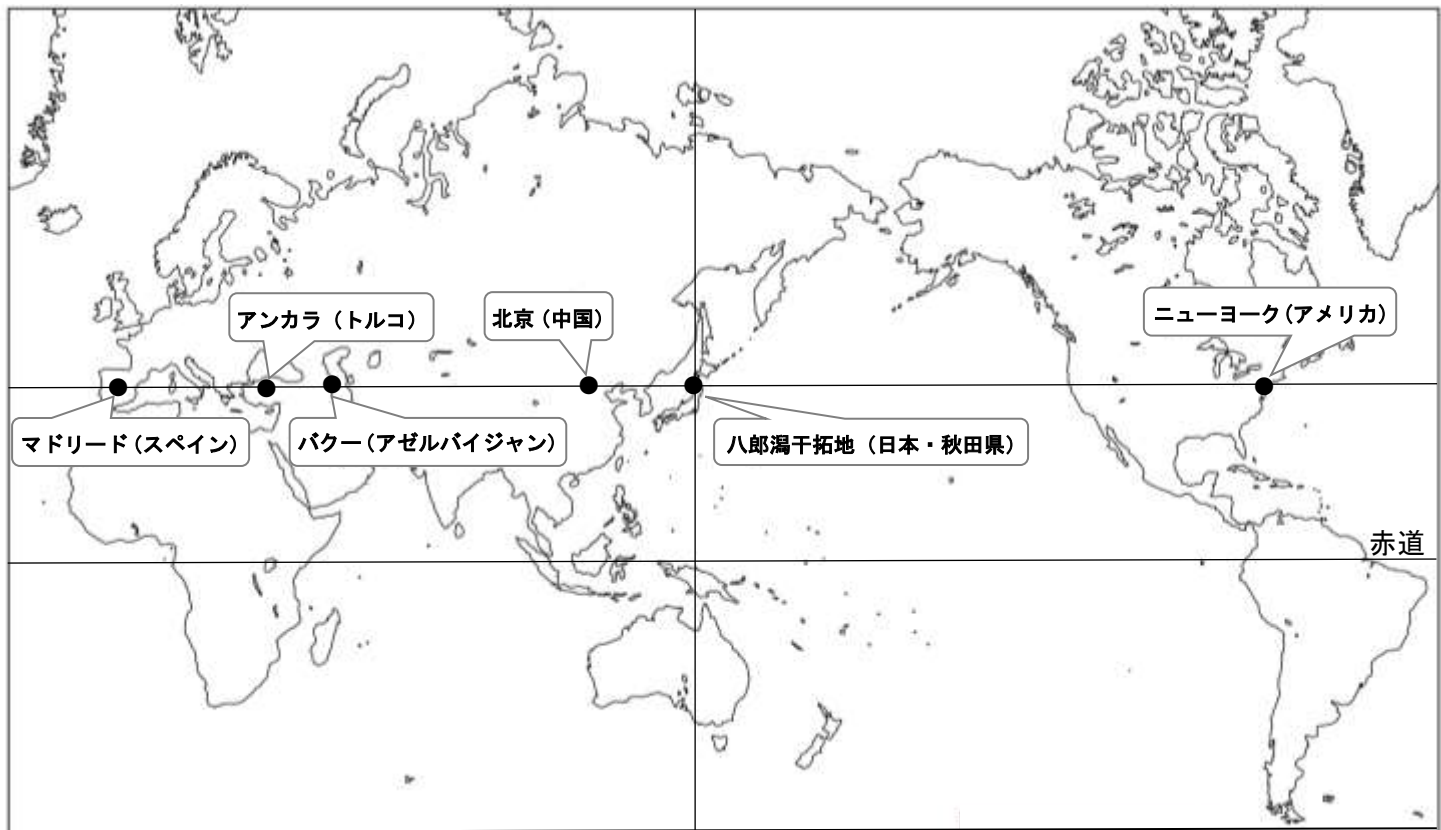 アンカラ（トルコ）
北京（中国）
ニューヨーク（アメリカ）
マドリード（スペイン）
バクー（アゼルバイジャン）
八郎潟干拓地（日本・秋田県）
赤道